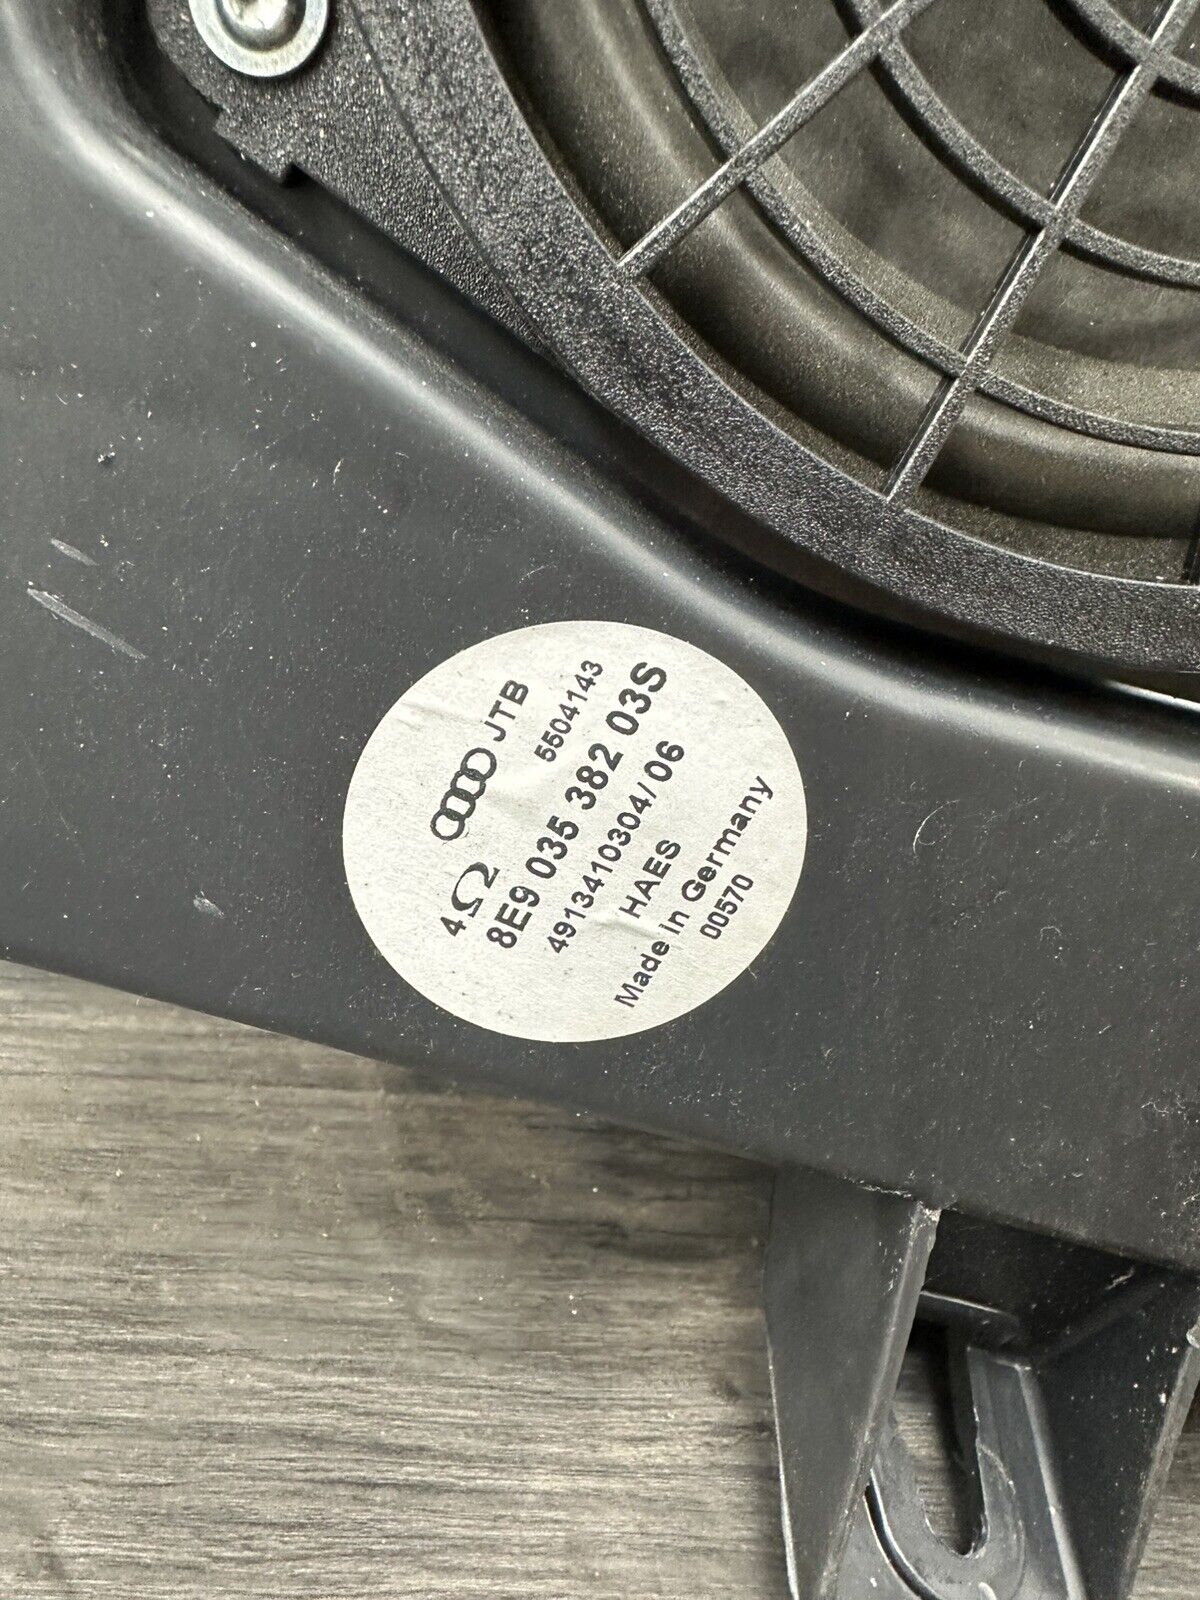 JTB
5504143
4Ω
8E9 035 382 03S
4913410304/06
HAES
Made in Germany
00570